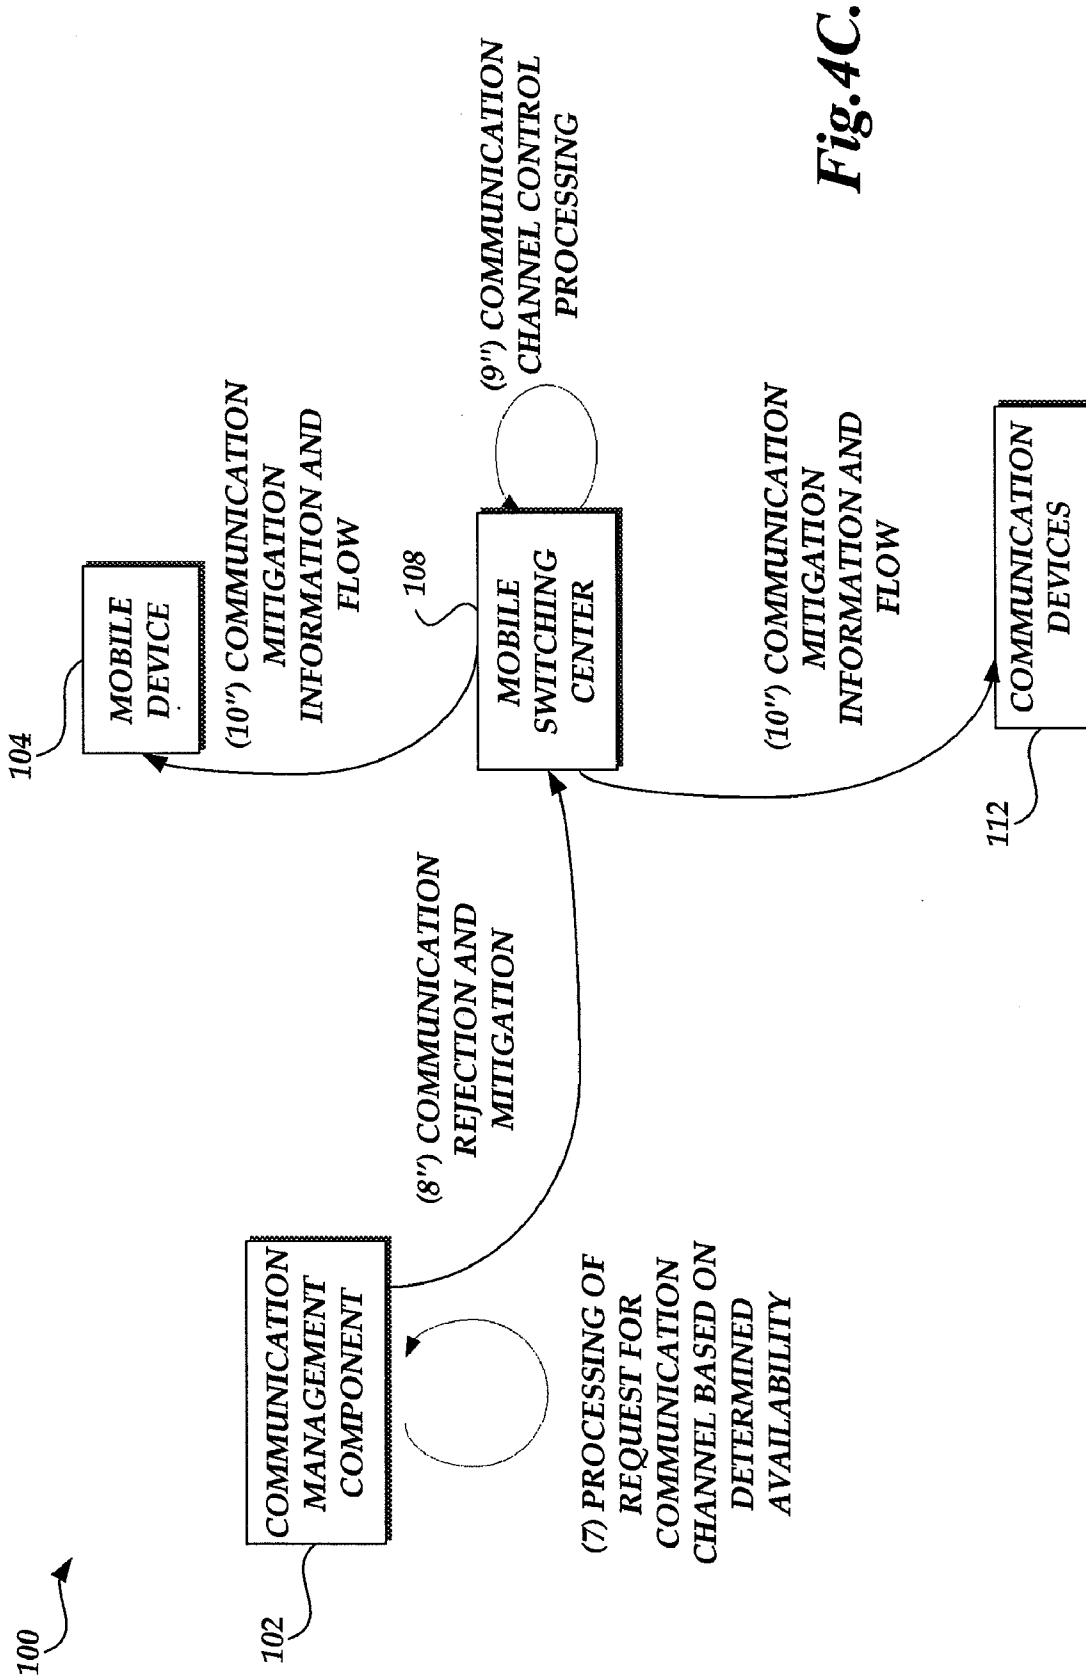 100
102
COMMUNICATION
MANAGEMENT
COMPONENT
(7) PROCESSING OF
REQUEST FOR
COMMUNICATION
CHANNEL BASED ON
DETERMINED
AVAILABILITY
(8") COMMUNICATION
REJECTION AND
MITIGATION
104
MOBILE
DEVICE
(10") COMMUNICATION
MITIGATION
INFORMATION AND
FLOW
108
MOBILE
SWITCHING
CENTER
(9") COMMUNICATION
CHANNEL CONTROL
PROCESSING
(10") COMMUNICATION
MITIGATION
INFORMATION AND
FLOW
112
COMMUNICATION
DEVICES
Fig.4C.